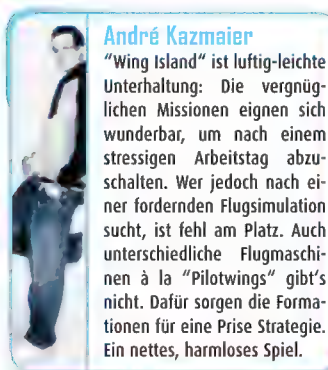 André Kazmaier
"Wing Island" ist luftig-leichte
Unterhaltung: Die vergnüg-
lichen Missionen eignen sich
wunderbar, um nach einem
stressigen Arbeitstag abzu-
schalten. Wer jedoch nach ei-
ner fordernden Flugsimulation
sucht, ist fehl am Platz. Auch
unterschiedliche Flugmaschi-
nen à la "Pilotwings" gibt's
nicht. Dafür sorgen die Forma-
tionen für eine Prise Strategie.
Ein nettes, harmloses Spiel.